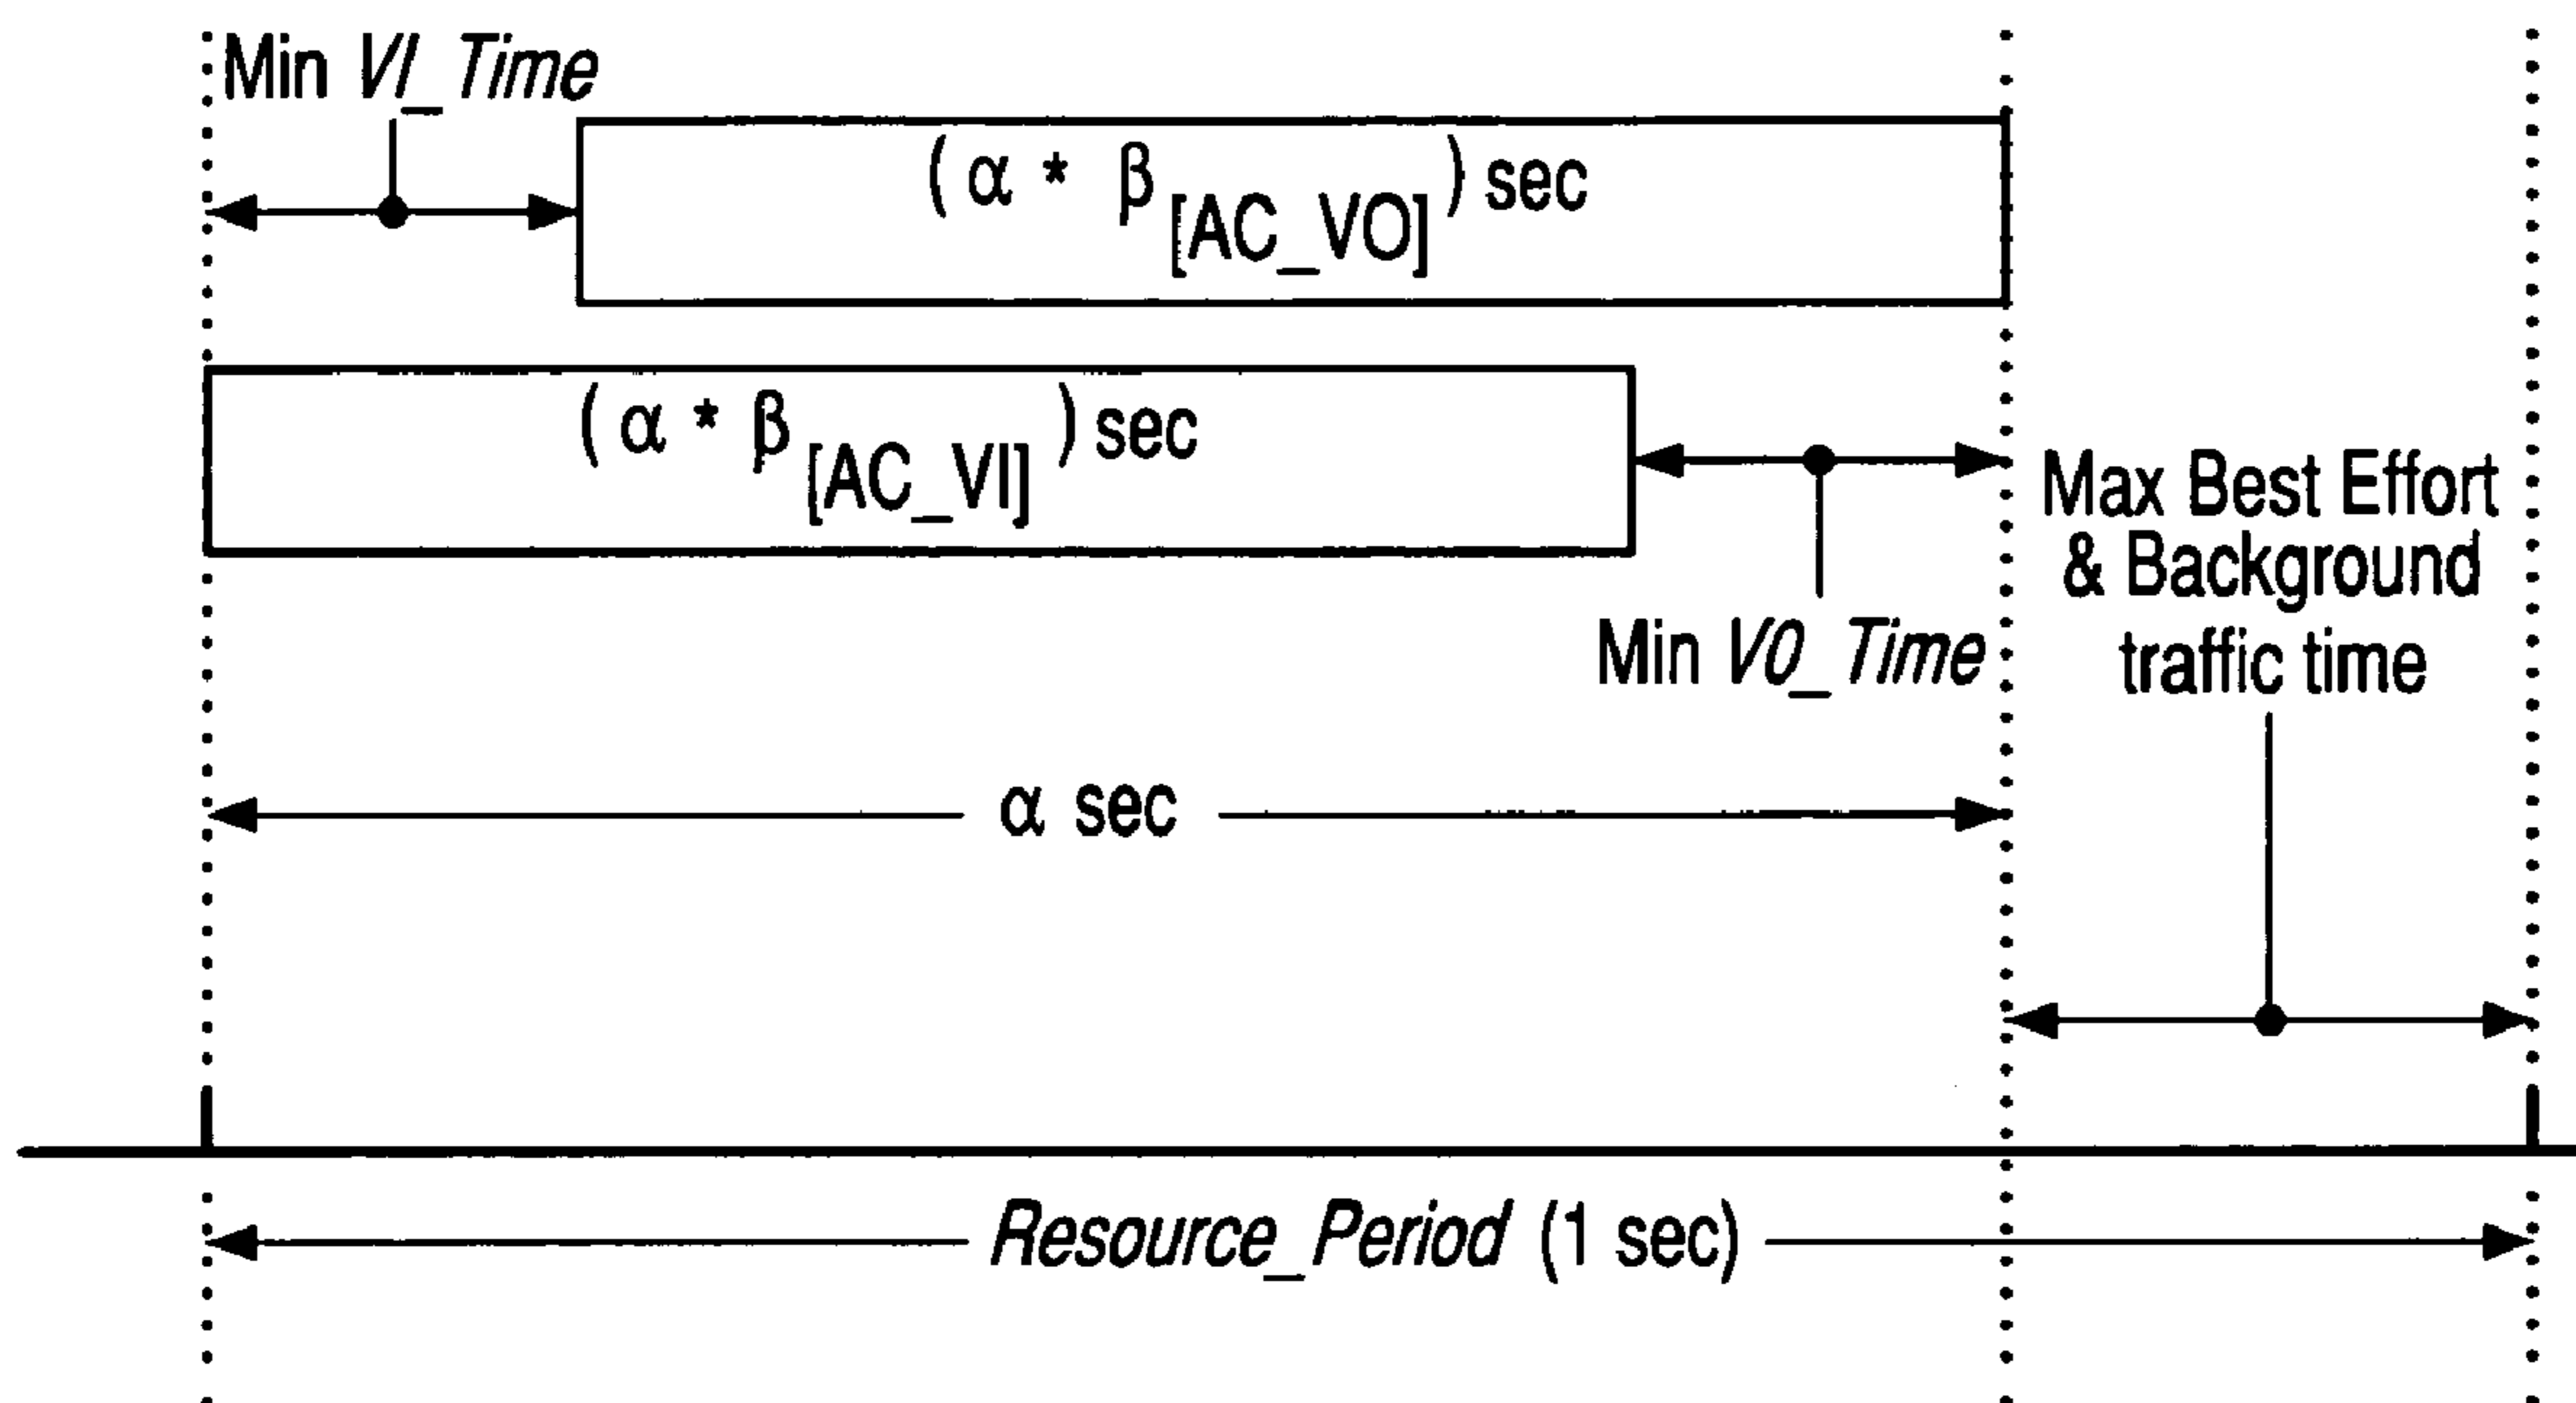 Min VI_Time
(α * β[AC_VO])sec
(α * β[AC_VI])sec
Max Best Effort
& Background
traffic time
Min V0_Time
α sec
Resource_Period (1 sec)